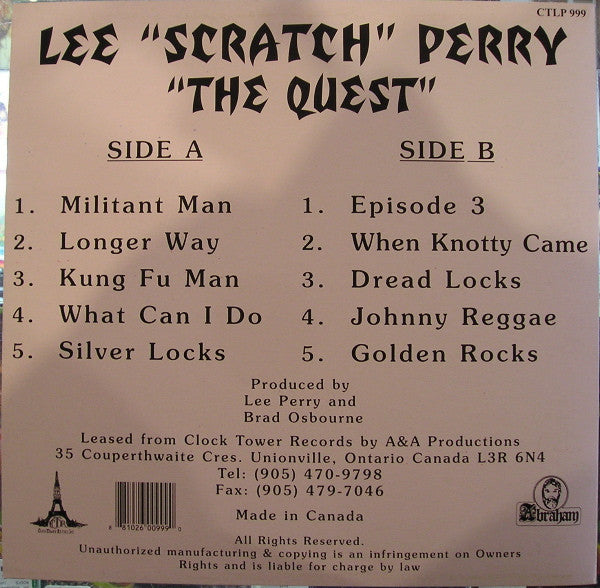 CTLP 999
LEE "SCRATCH" PERRY
"THE QUEST"
SIDE A
1. Militant Man
2. Longer Way
3. Kung Fu Man
4. What Can I Do
5. Silver Locks
SIDE B
1. Episode 3
2. When Knotty Came
3. Dread Locks
4. Johnny Reggae
5. Golden Rocks
Produced by
Lee Perry and
Brad Osbourne
Leased from Clock Tower Records by A&A Productions
35 Couperthwaite Cres. Unionville, Ontario Canada L3R 6N4
Tel: (905) 470-9798
Fax: (905) 479-7046
8 81026 00999 0
Made in Canada
Abraham
All Rights Reserved.
Unauthorized manufacturing & copying is an infringement on Owners
Rights and is liable for charge by law